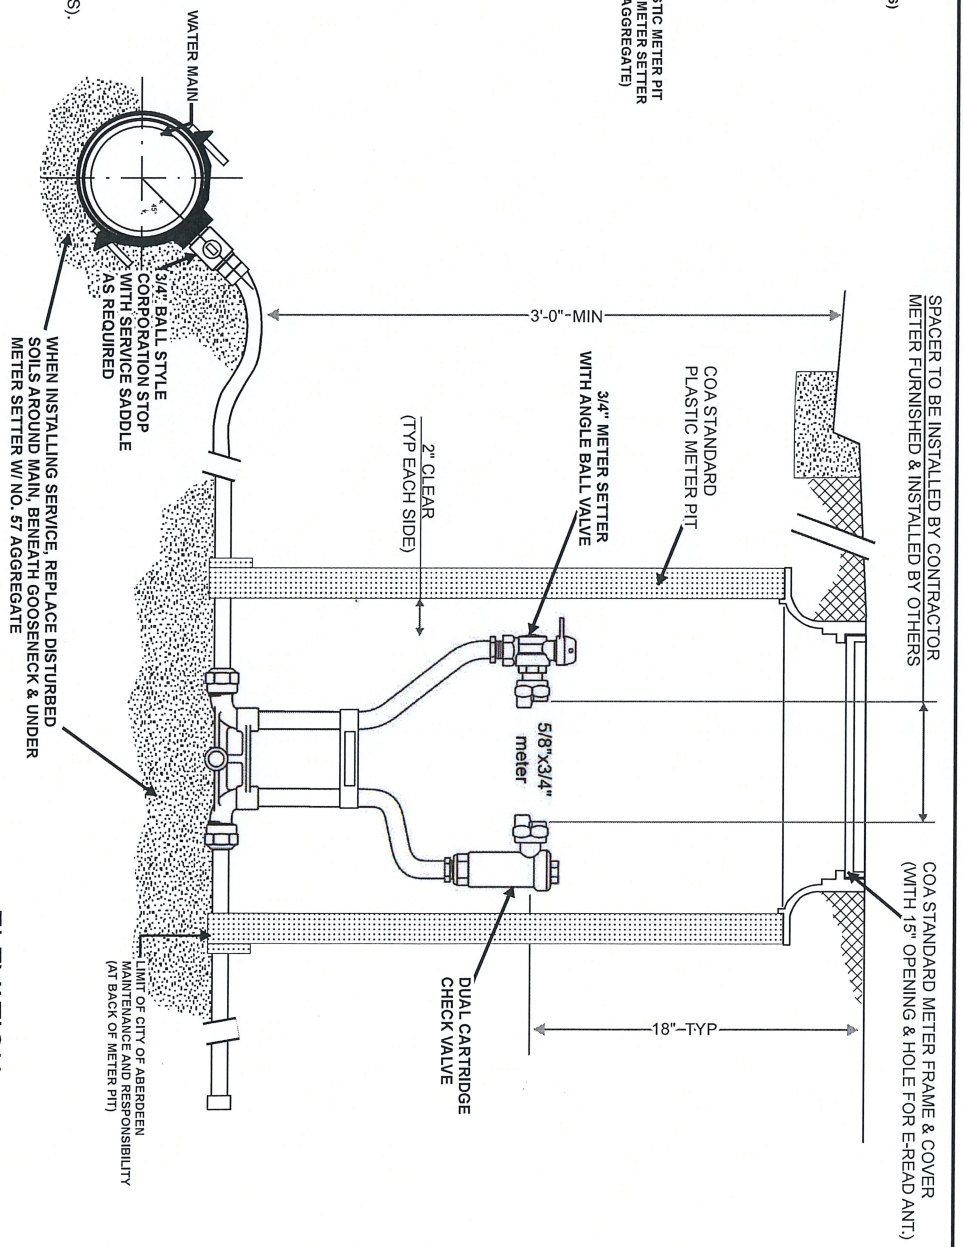 S)
STIC METER PIT
METER SETTER
AGGREGATE)
SPACER TO BE INSTALLED BY CONTRACTOR
METER FURNISHED & INSTALLED BY OTHERS
COA STANDARD METER FRAME & COVER
(WITH 15" OPENING & HOLE FOR E-READ ANT.)
COA STANDARD
PLASTIC METER PIT
3/4" METER SETTER
WITH ANGLE BALL VALVE
3'-0" MIN
18" TYP
5/8"x3/4"
meter
DUAL CARTRIDGE
CHECK VALVE
2" CLEAR
(TYP EACH SIDE)
WATER MAIN
45°
3/4" BALL STYLE
CORPORATION STOP
WITH SERVICE SADDLE
AS REQUIRED
LIMIT OF CITY OF ABERDEEN
MAINTENANCE AND RESPONSIBILITY
(AT BACK OF METER PIT)
S).
WHEN INSTALLING SERVICE, REPLACE DISTURBED
SOILS AROUND MAIN, BENEATH GOOSENECK & UNDER
METER SETTER W/ NO. 57 AGGREGATE